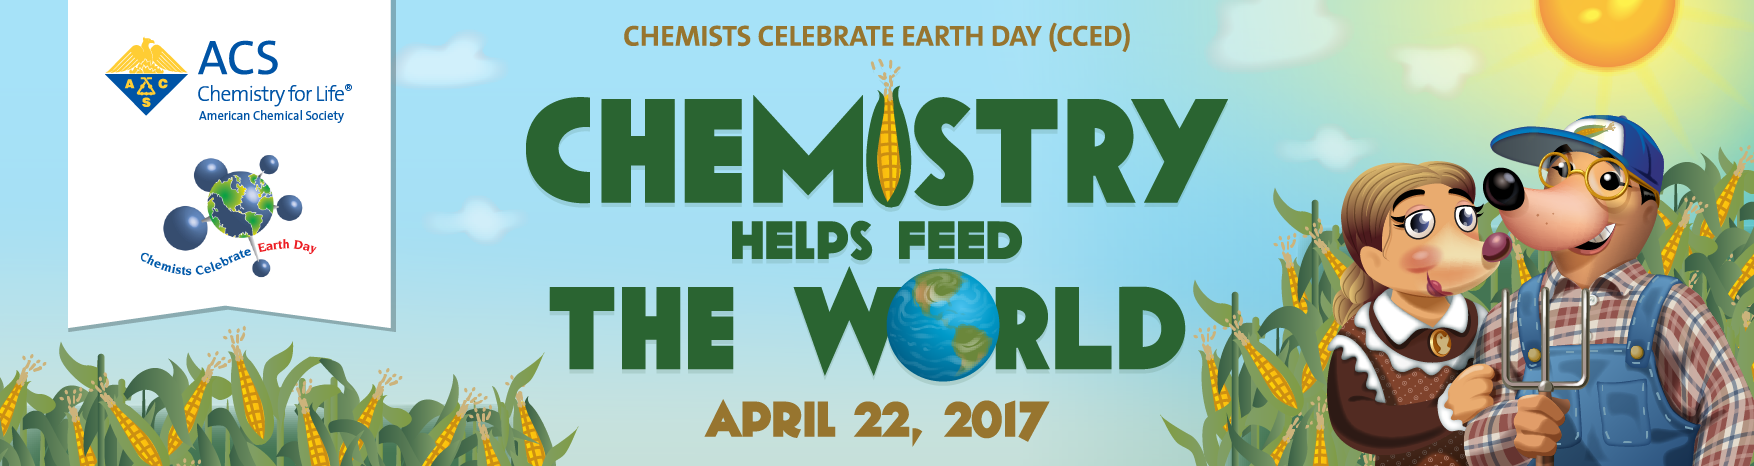 ACS
Chemistry for Life®
American Chemical Society
A C
S
Chemists Celebrate Earth Day
CHEMISTS CELEBRATE EARTH DAY (CCED)
CHEMISTRY
HELPS FEED
THE WORLD
APRIL 22, 2017